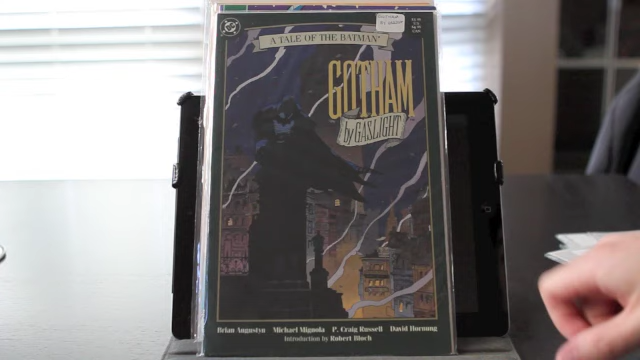 DC
A TALE OF THE BATMAN
GOTHAM
by GASLIGHT
Brian Augustyn Michael Mignola P. Craig Russell David Hornung
Introduction by Robert Bloch